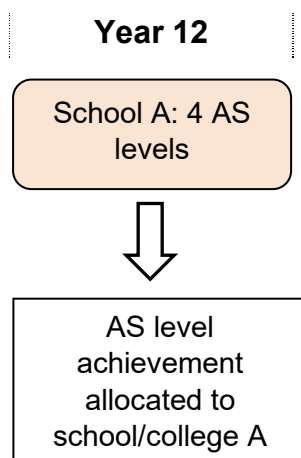 Year 12
School A: 4 AS
levels
AS level
achievement
allocated to
school/college A